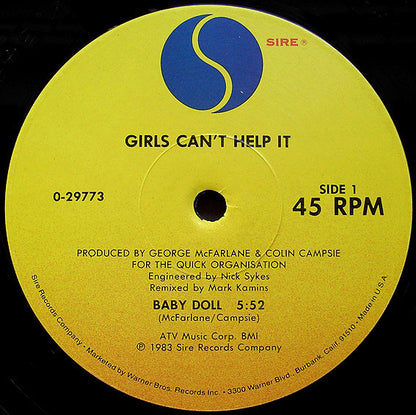 SIRE®
GIRLS CAN'T HELP IT
0-29773
SIDE 1
45 RPM
PRODUCED BY GEORGE McFARLANE & COLIN CAMPSIE
FOR THE QUICK ORGANISATION
Engineered by Nick Sykes
Remixed by Mark Kamins
BABY DOLL 5:52
(McFarlane/Campsie)
ATV Music Corp. BMI
℗ 1983 Sire Records Company
Sire Records Company • Marketed by Warner Bros. Records Inc. • 3300 Warner Blvd., Burbank, Calif. 91510 • Made in U.S.A.